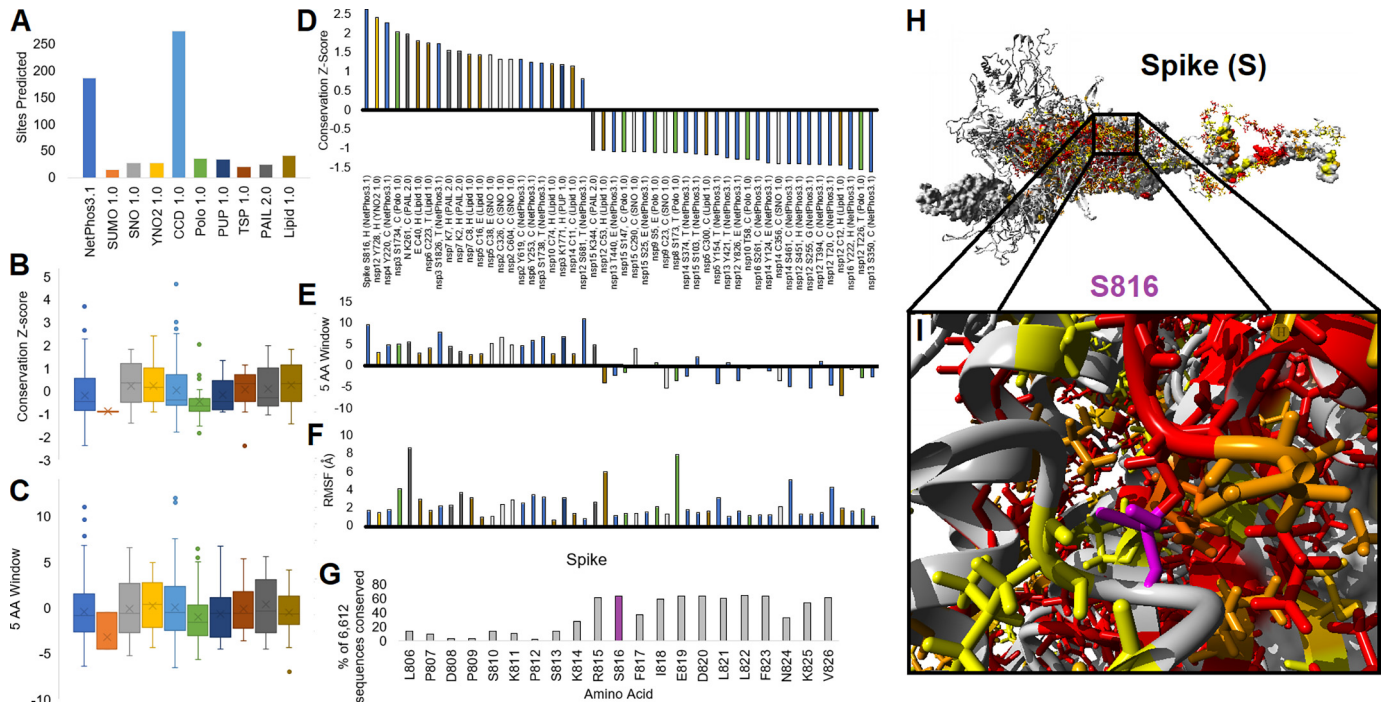 A
Sites Predicted
250
200
150
100
50
0
NetPhos3.1
SUMO 1.0
SNO 1.0
YNO2 1.0
CCD 1.0
Polo 1.0
PUP 1.0
TSP 1.0
PAIL 2.0
Lipid 1.0
B
Conservation Z-score
5
4
3
2
1
0
-1
-2
-3
C
5 AA Window
10
5
0
-5
-10
D
Conservation Z-score
2.5
2
1.5
1
0.5
0
-0.5
-1
-1.5
Spike S816, H (NetPhos3.1)
nsp12 Y728, H (YNO2 1.0)
nsp4 Y220, C (NetPhos3.1)
nsp3 S1734, C (Polo 1.0)
N K261, C (PAIL 2.0)
E C40, H (Lipid 1.0)
nsp6 C223, T (Lipid 1.0)
nsp3 S1826, T (NetPhos3.1)
nsp7 K7, H (PAIL 2.0)
nsp7 K2, H (PAIL 2.0)
nsp7 C8, H (Lipid 1.0)
nsp5 C16, H (Lipid 1.0)
nsp5 C38, E (SNO 1.0)
nsp2 C326, C (SNO 1.0)
nsp2 C604, C (SNO 1.0)
nsp2 Y619, C (NetPhos3.1)
nsp6 Y253, C (NetPhos3.1)
nsp3 S1738, T (NetPhos3.1)
nsp10 C74, H (Lipid 1.0)
nsp3 K1771, H (PUP 1.0)
nsp14 C11, C (Lipid 1.0)
nsp12 S681, T (NetPhos3.1)
nsp15 K344, C (PAIL 2.0)
nsp12 C53, H (Lipid 1.0)
nsp13 T440, E (NetPhos3.1)
nsp15 S147, C (Polo 1.0)
nsp15 C290, C (SNO 1.0)
nsp15 S25, E (NetPhos3.1)
nsp9 S5, E (Polo 1.0)
nsp9 C23, C (SNO 1.0)
nsp8 S173, C (Polo 1.0)
nsp14 S374, T (NetPhos3.1)
nsp15 S103, T (NetPhos3.1)
nsp5 C300, C (Lipid 1.0)
nsp5 Y154, E (NetPhos3.1)
nsp13 Y421, T (NetPhos3.1)
nsp12 Y826, E (NetPhos3.1)
nsp10 T58, C (Polo 1.0)
nsp16 S261, C (NetPhos3.1)
nsp14 Y124, E (NetPhos3.1)
nsp14 C356, C (SNO 1.0)
nsp14 S461, C (NetPhos3.1)
nsp12 S451, H (NetPhos3.1)
nsp14 S255, C (NetPhos3.1)
nsp12 T394, C (NetPhos3.1)
nsp12 T20, C (NetPhos3.1)
nsp12 C12, H (Lipid 1.0)
nsp16 Y222, H (NetPhos3.1)
nsp12 T226, T (Polo 1.0)
nsp13 S350, C (NetPhos3.1)
E
5 AA Window
15
10
5
0
-5
-10
F
RMSF (Å)
10
8
6
4
2
0
Spike
G
% of 6,612
sequences conserved
80
60
40
20
0
L806
P807
D808
P809
S810
K811
P812
S813
K814
R815
S816
F817
I818
E819
D820
L821
L822
F823
N824
K825
V826
Amino Acid
H
Spike (S)
S816
I
H